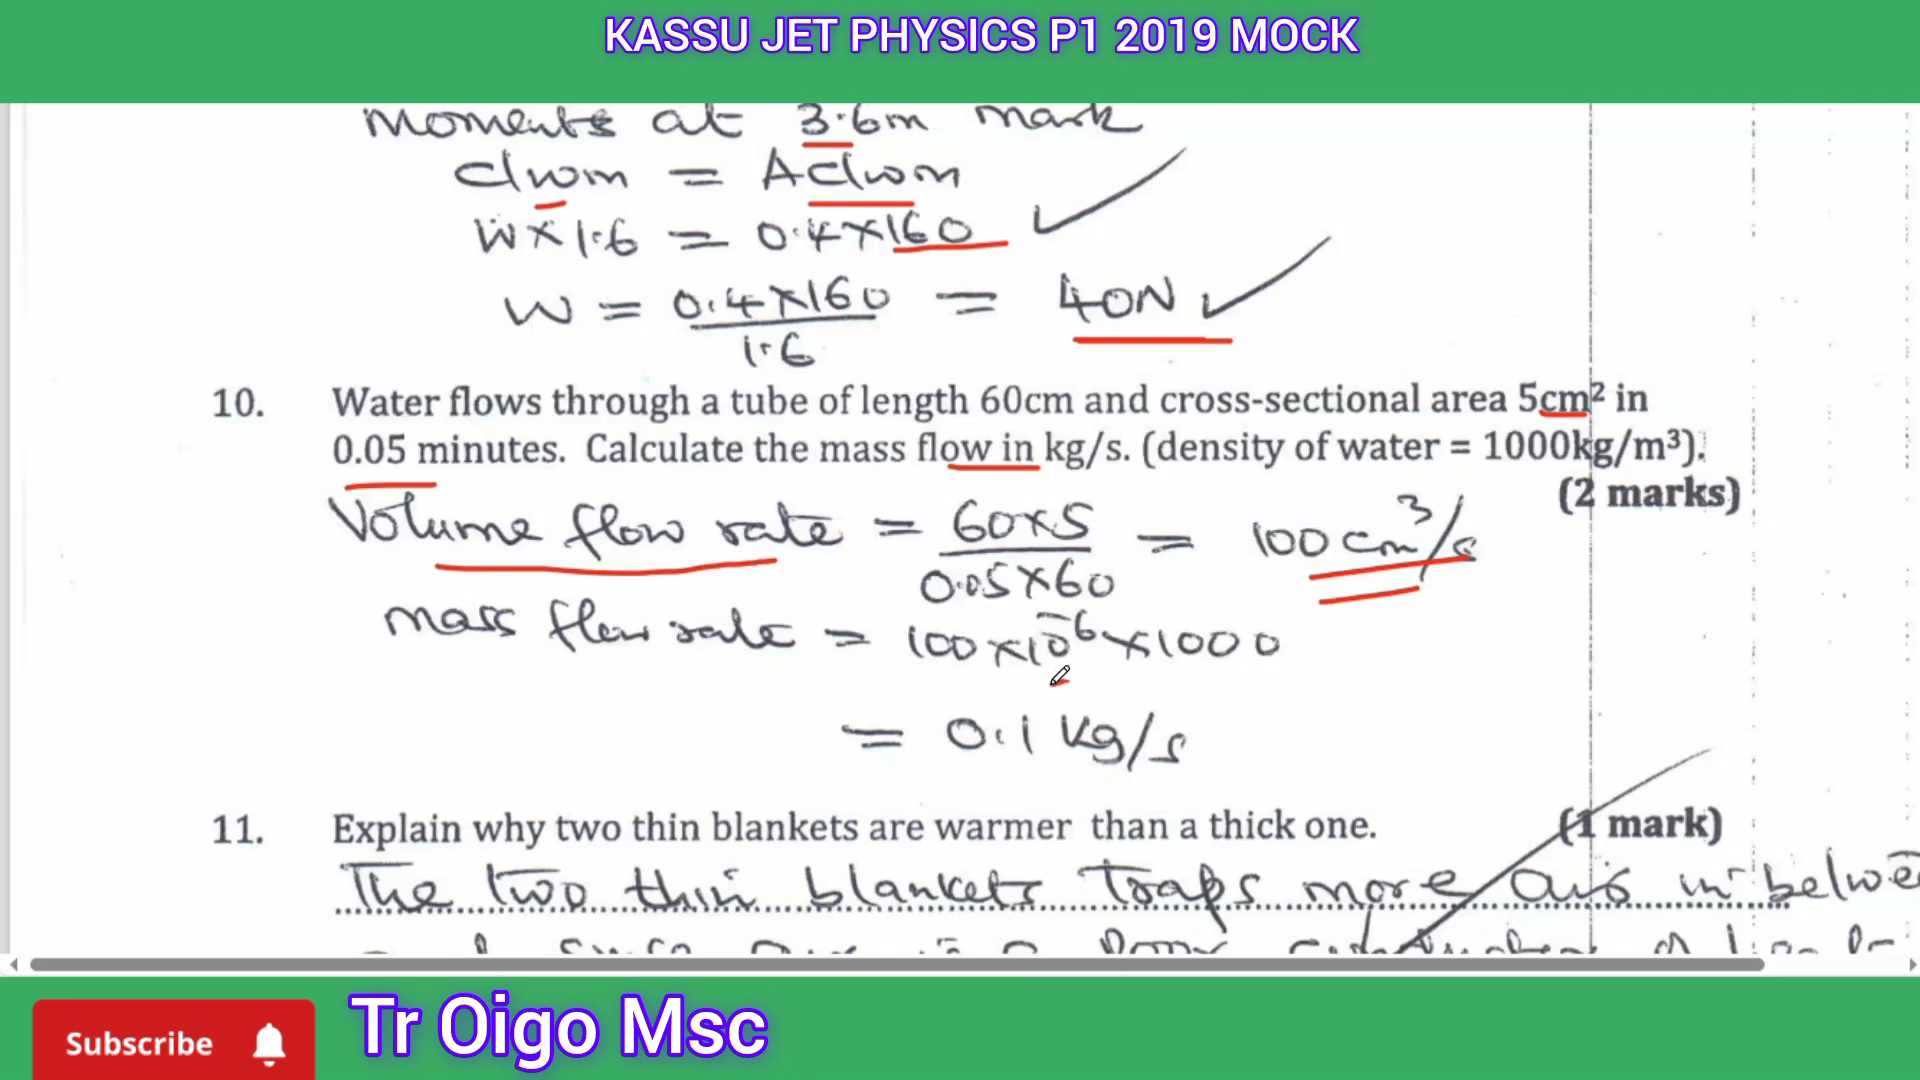 KASSU JET PHYSICS P1 2019 MOCK
Moments at 3.6m mark
clwm = Aclwm
W×1.6 = 0.4×160
W = 0.4×160 = 40N
1.6
10. Water flows through a tube of length 60cm and cross-sectional area 5cm² in
0.05 minutes. Calculate the mass flow in kg/s. (density of water = 1000kg/m³).
(2 marks)
Volume flow rate = 60×5 = 100cm³/s
0.05×60
mass flow rate = 100×10⁻⁶×1000
= 0.1 kg/s
11. Explain why two thin blankets are warmer than a thick one. (1 mark)
The two thin blankets traps more air in betwee
Subscribe
Tr Oigo Msc